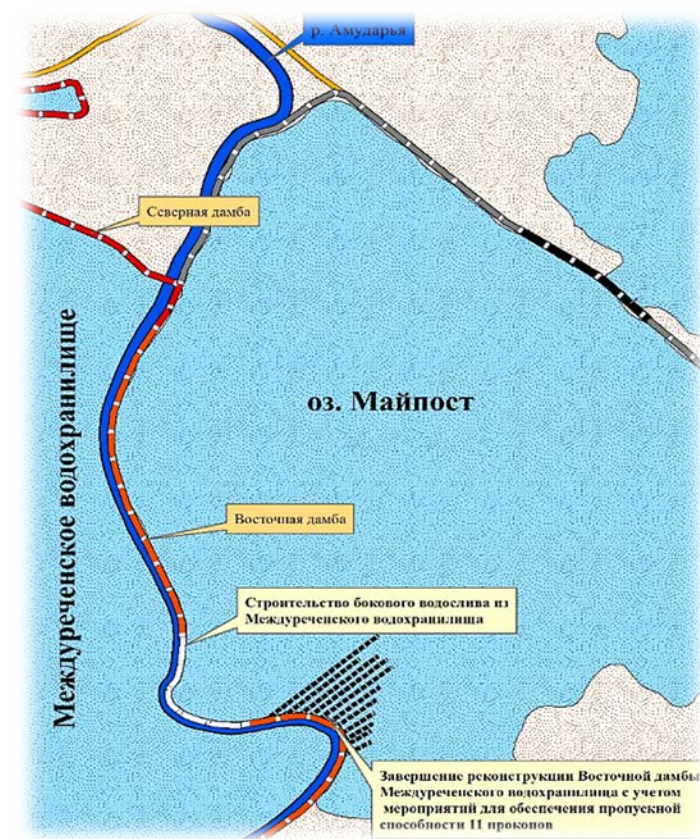 р. Амударья
Северная дамба
Междуреченское водохранилище
оз. Майпост
Восточная дамба
Строительство бокового водослива из
Междуреченского водохранилища
Завершение реконструкции Восточной дамбы
Междуреченского водохранилища с учетом
мероприятий для обеспечения пропускной
способности 11 прокопов